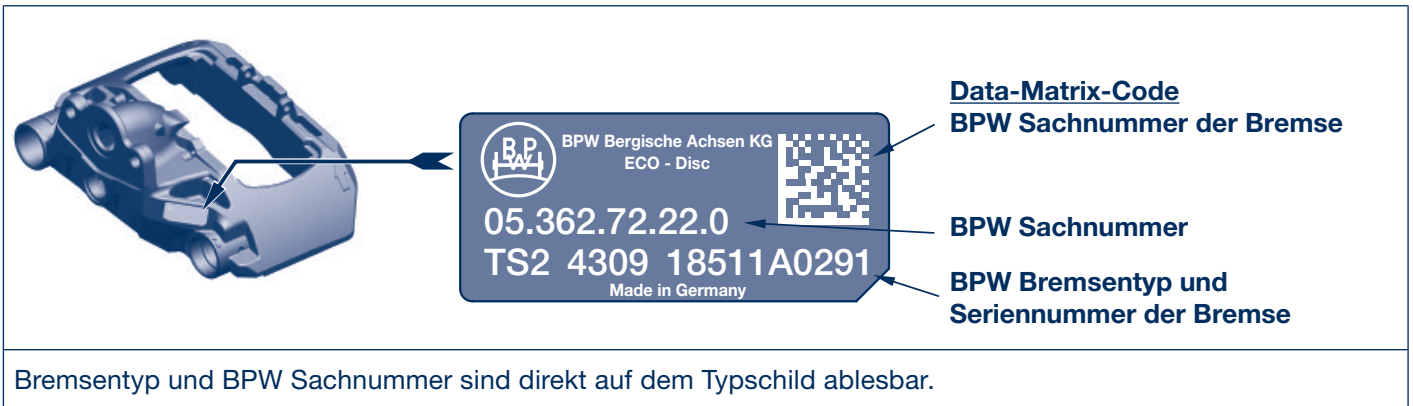 BPW
BPW Bergische Achsen KG
ECO - Disc
05.362.72.22.0
TS2 4309 18511A0291
Made in Germany
Data-Matrix-Code
BPW Sachnummer der Bremse
BPW Sachnummer
BPW Bremsentyp und
Seriennummer der Bremse
Bremsentyp und BPW Sachnummer sind direkt auf dem Typschild ablesbar.